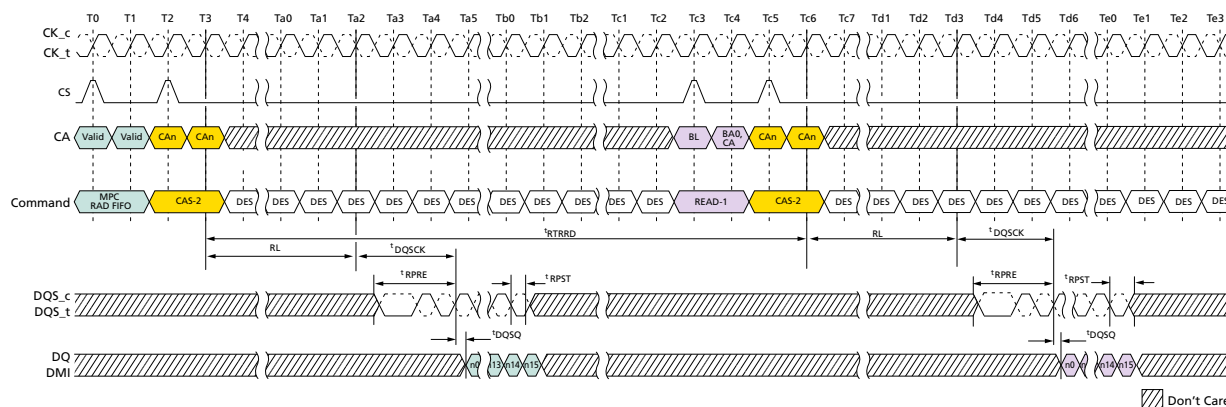 T0 T1 T2 T3 T4 Ta0 Ta1 Ta2 Ta3 Ta4 Ta5 Tb0 Tb1 Tb2 Tc1 Tc2 Tc3 Tc4 Tc5 Tc6 Tc7 Td1 Td2 Td3 Td4 Td5 Td6 Te0 Te1 Te2 Te3
CK_c
CK_t
CS
CA Valid Valid CAn CAn BL BA0, CA CAn CAn
Command MPC RAD FIFO CAS-2 DES DES DES DES DES DES DES DES DES DES DES DES READ-1 CAS-2 DES DES DES DES DES DES DES DES DES DES DES
tRTRRD
RL tDQSCK RL tDQSCK
tRPRE tRPST tRPRE tRPST
DQS_c
DQS_t
tDQSQ tDQSQ
DQ n0 n13 n14 n15 n0 n14 n15
DMI
Don't Care